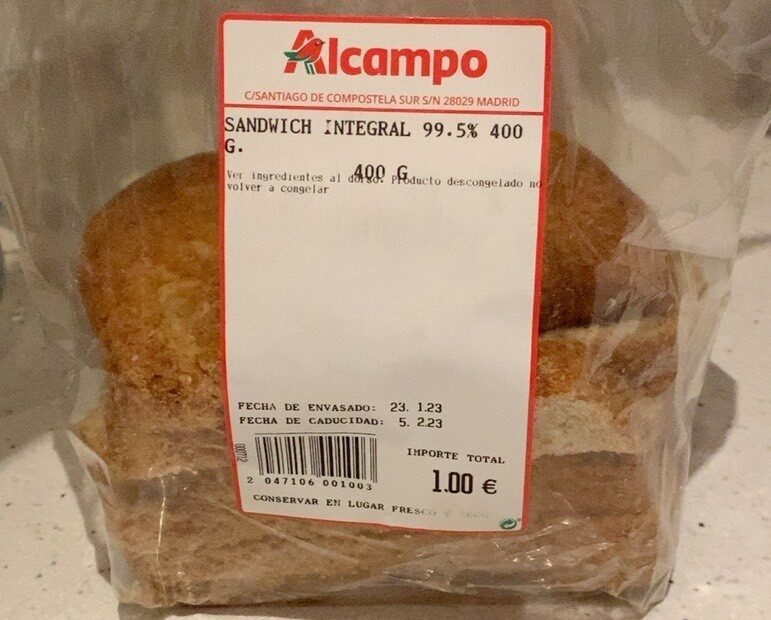 Alcampo
C/SANTIAGO DE COMPOSTELA SUR S/N 28029 MADRID
SANDWICH INTEGRAL 99.5% 400
G.
400 G
Ver ingredientes al dorso. Producto descongelado no
volver a congelar
FECHA DE ENVASADO: 23. 1.23
FECHA DE CADUCIDAD: 5. 2.23
IMPORTE TOTAL
1.00 €
2 047106 001003
CONSERVAR EN LUGAR FRESCO Y SECO